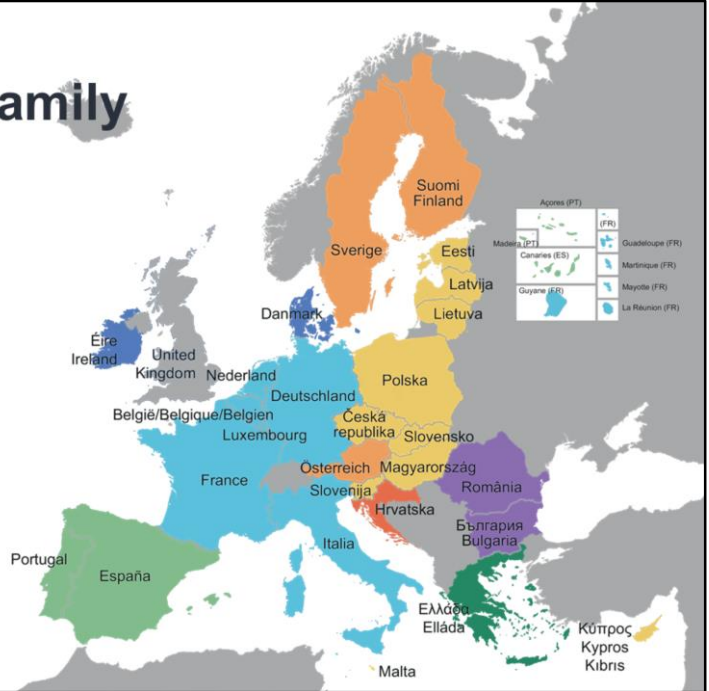 amily
Suomi
Finland
Sverige
Açores (PT)
(FR)
Madeira (PT)
Guadeloupe (FR)
Canaries (ES)
Martinique (FR)
Guyane (FR)
Mayotte (FR)
La Réunion (FR)
Eesti
Latvija
Lietuva
Danmark
Éire
Ireland
United
Kingdom
Nederland
Polska
Deutschland
België/Belgique/Belgien
Luxembourg
Česká
republika
Slovensko
France
Österreich
Magyarország
Slovenija
România
Hrvatska
България
Bulgaria
Italia
Portugal
España
Ελλάδα
Elláda
Κύπρος
Kypros
Kıbrıs
Malta